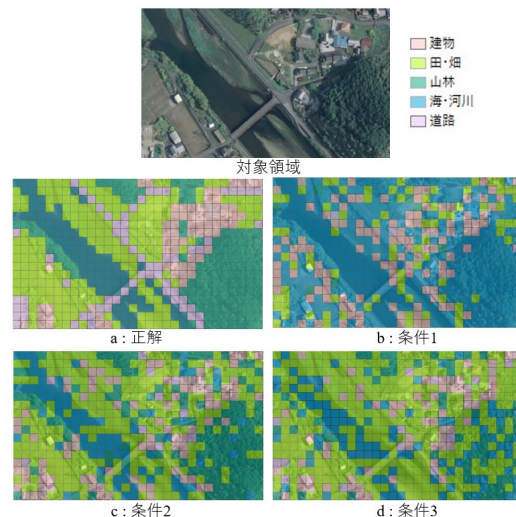 建物
田・畑
山林
海・河川
道路
対象領域
a : 正解
b : 条件1
c : 条件2
d : 条件3